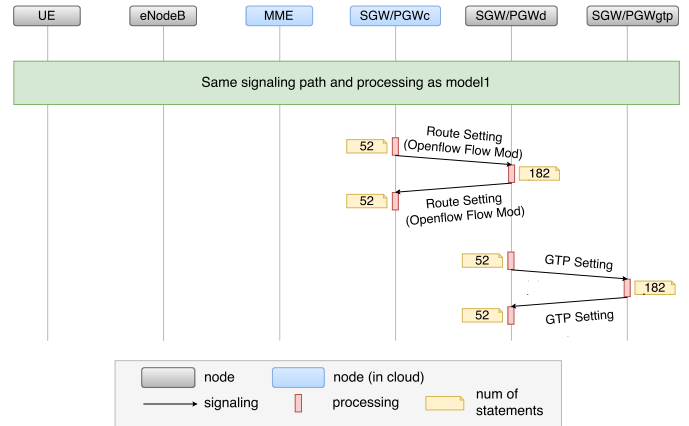 UE
eNodeB
MME
SGW/PGWc
SGW/PGWd
SGW/PGWgtp
Same signaling path and processing as model1
Route Setting
(Openflow Flow Mod)
52
182
52
Route Setting
(Openflow Flow Mod)
52
GTP Setting
182
52
GTP Setting
node
node (in cloud)
signaling
processing
num of
statements